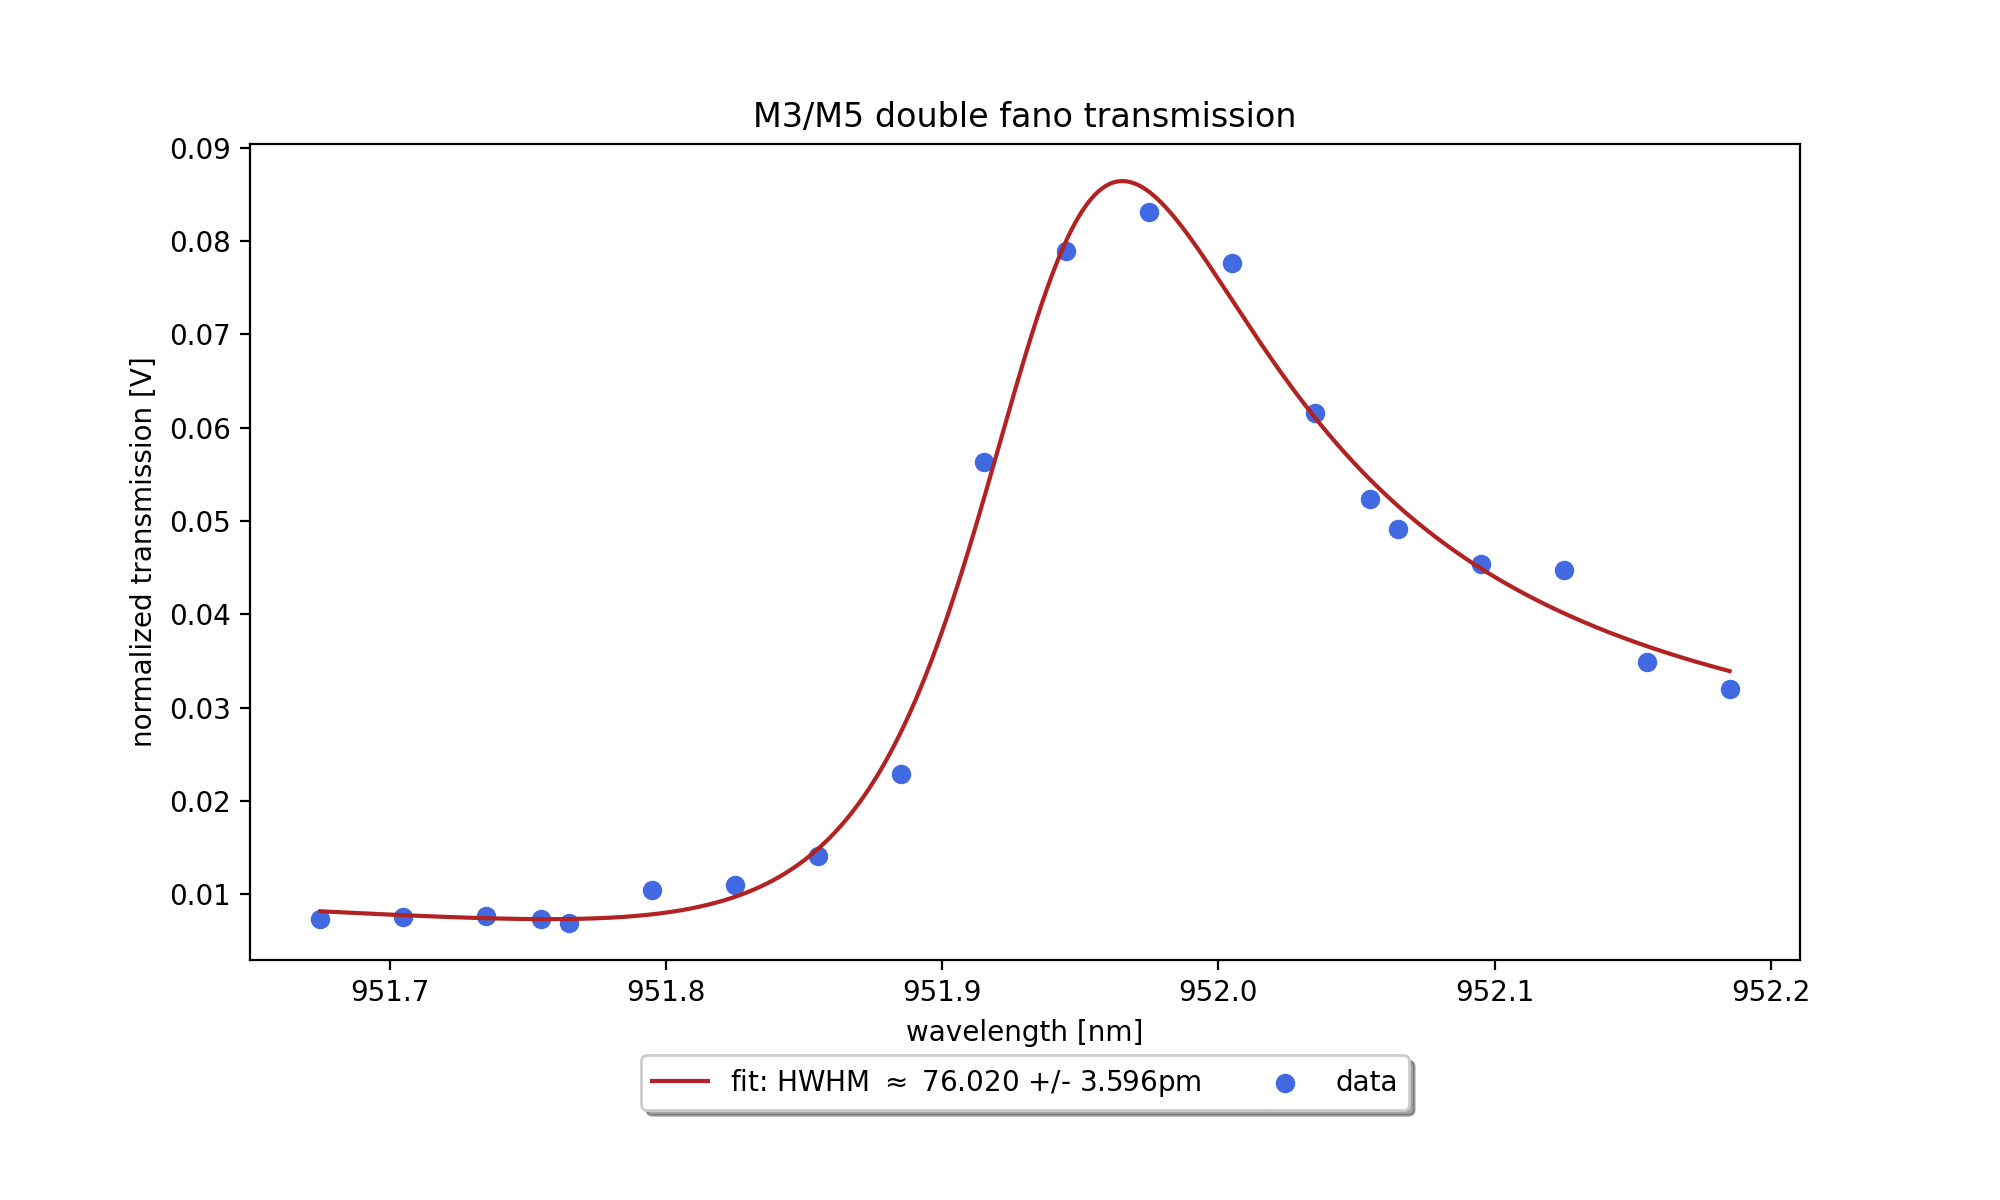 M3/M5 double fano transmission
0.09
0.08
0.07
0.06
0.05
0.04
0.03
0.02
0.01
normalized transmission [V]
951.7 951.8 951.9 952.0 952.1 952.2
wavelength [nm]
fit: HWHM ≈ 76.020 +/- 3.596pm data